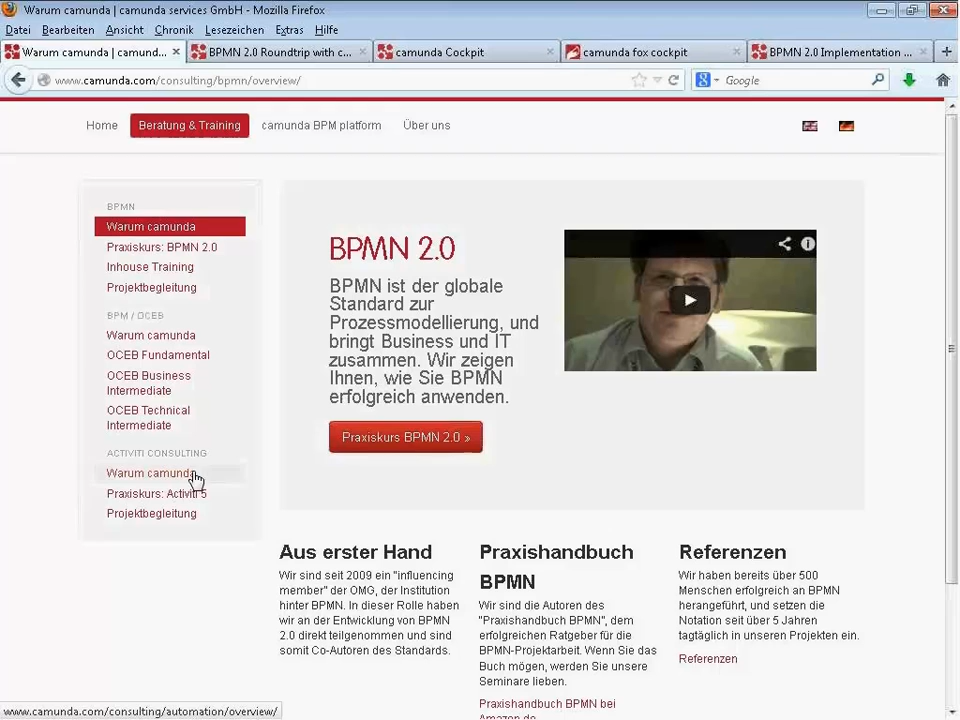 Warum camunda | camunda services GmbH - Mozilla Firefox
Datei Bearbeiten Ansicht Chronik Lesezeichen Extras Hilfe
Warum camunda | camund... × BPMN 2.0 Roundtrip with c... × camunda Cockpit × camunda fox cockpit × BPMN 2.0 Implementation ... × +
www.camunda.com/consulting/bpmn/overview/ Google
Home Beratung & Training camunda BPM platform Über uns
BPMN
Warum camunda
Praxiskurs: BPMN 2.0
Inhouse Training
Projektbegleitung
BPM / OCEB
Warum camunda
OCEB Fundamental
OCEB Business
Intermediate
OCEB Technical
Intermediate
ACTIVITI CONSULTING
Warum camunda
Praxiskurs: Activiti 5
Projektbegleitung
BPMN 2.0
BPMN ist der globale
Standard zur
Prozessmodellierung, und
bringt Business und IT
zusammen. Wir zeigen
Ihnen, wie Sie BPMN
erfolgreich anwenden.
Praxiskurs BPMN 2.0 »
Aus erster Hand
Wir sind seit 2009 ein "influencing
member" der OMG, der Institution
hinter BPMN. In dieser Rolle haben
wir an der Entwicklung von BPMN
2.0 direkt teilgenommen und sind
somit Co-Autoren des Standards.
Praxishandbuch
BPMN
Wir sind die Autoren des
"Praxishandbuch BPMN", dem
erfolgreichen Ratgeber für die
BPMN-Projektarbeit. Wenn Sie das
Buch mögen, werden Sie unsere
Seminare lieben.
Praxishandbuch BPMN bei
Amazon.de
Referenzen
Wir haben bereits über 500
Menschen erfolgreich an BPMN
herangeführt, und setzen die
Notation seit über 5 Jahren
tagtäglich in unseren Projekten ein.
Referenzen
www.camunda.com/consulting/automation/overview/